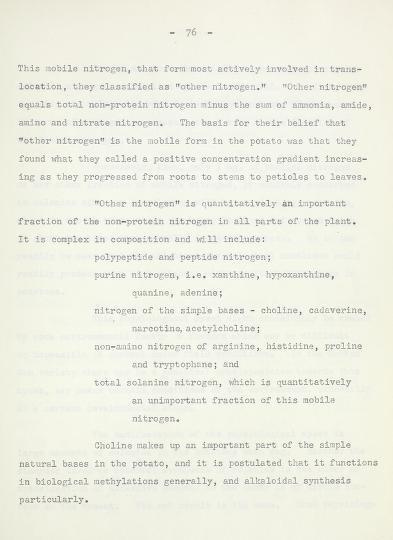 - 76 -
This mobile nitrogen, that form most actively involved in trans-
location, they classified as "other nitrogen." "Other nitrogen"
equals total non-protein nitrogen minus the sum of ammonia, amide,
amino and nitrate nitrogen. The basis for their belief that
"other nitrogen" is the mobile form in the potato was that they
found what they called a positive concentration gradient increas-
ing as they progressed from roots to stems to petioles to leaves.
"Other nitrogen" is quantitatively an important
fraction of the non-protein nitrogen in all parts of the plant.
It is complex in composition and will include:
polypeptide and peptide nitrogen;
purine nitrogen, i.e. xanthine, hypoxanthine,
quanine, adenine;
nitrogen of the simple bases - choline, cadaverine,
narcotine, acetylcholine;
non-amino nitrogen of arginine, histidine, proline
and tryptophane; and
total solanine nitrogen, which is quantitatively
an unimportant fraction of this mobile
nitrogen.
Choline makes up an important part of the simple
natural bases in the potato, and it is postulated that it functions
in biological methylations generally, and alkaloidal synthesis
particularly.